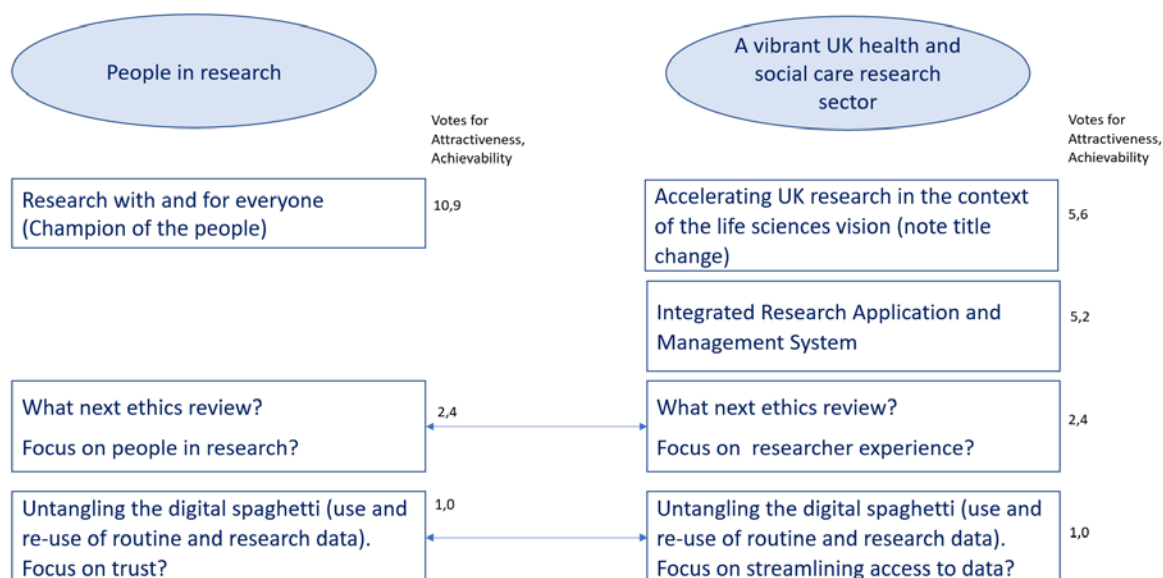 People in research
A vibrant UK health and
social care research
sector
Votes for
Attractiveness,
Achievability
Votes for
Attractiveness,
Achievability
Research with and for everyone
(Champion of the people)
10,9
Accelerating UK research in the context
of the life sciences vision (note title
change)
5,6
Integrated Research Application and
Management System
5,2
What next ethics review?
Focus on people in research?
2,4
What next ethics review?
Focus on  researcher experience?
2,4
Untangling the digital spaghetti (use and
re-use of routine and research data).
Focus on trust?
1,0
Untangling the digital spaghetti (use and
re-use of routine and research data).
Focus on streamlining access to data?
1,0